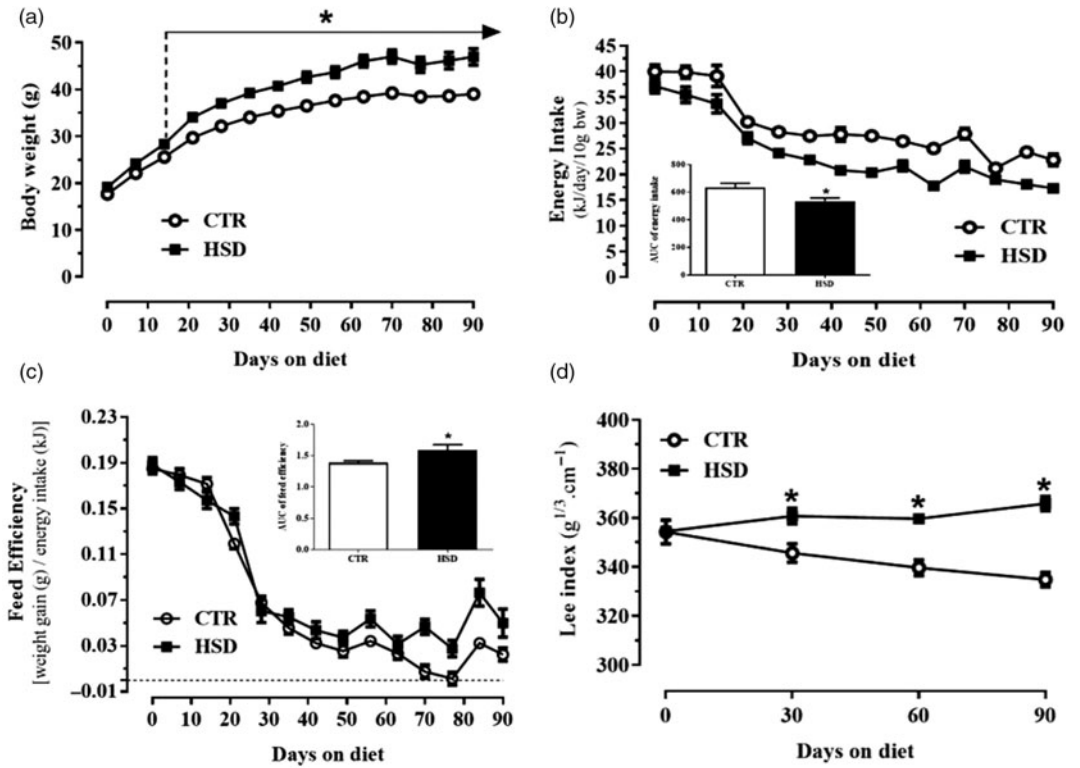 (a)
*
Body weight (g)
50
40
30
20
10
0
CTR
HSD
0 10 20 30 40 50 60 70 80 90
Days on diet
(b)
Energy Intake
(kJ/day/10g bw)
45
40
35
30
25
20
15
10
5
0
AUC of energy intake
800
600
400
200
0
*
CTR HSD
CTR
HSD
0 10 20 30 40 50 60 70 80 90
Days on diet
(c)
Feed Efficiency
[weight gain (g) / energy intake (kJ)]
0.23
0.19
0.15
0.11
0.07
0.03
−0.01
AUC of feed efficiency
2.0
1.5
1.0
0.5
0.0
*
CTR HSD
CTR
HSD
0 10 20 30 40 50 60 70 80 90
Days on diet
(d)
Lee index (g1/3 .cm−1)
400
380
360
340
320
300
CTR
HSD
* * *
0 30 60 90
Days on diet